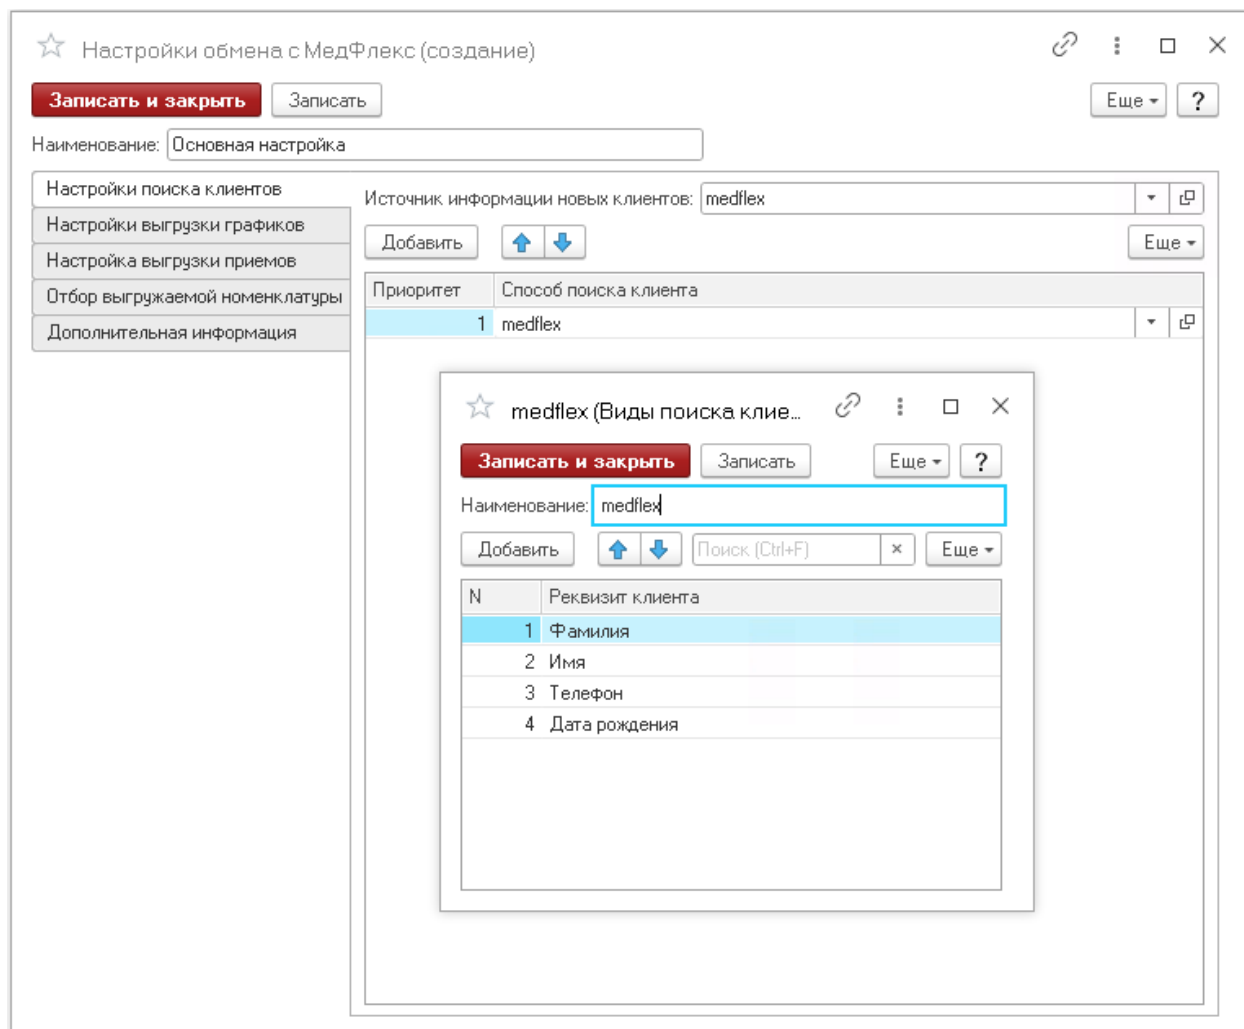 Настройки обмена с МедФлекс (создание)
Записать и закрыть Записать Еще ?
Наименование: Основная настройка
Настройки поиска клиентов
Настройки выгрузки графиков
Настройка выгрузки приемов
Отбор выгружаемой номенклатуры
Дополнительная информация
Источник информации новых клиентов: medflex
Добавить Еще
Приоритет Способ поиска клиента
1 medflex
medflex (Виды поиска клие...
Записать и закрыть Записать Еще ?
Наименование: medflex
Добавить Поиск (Ctrl+F) × Еще
N Реквизит клиента
1 Фамилия
2 Имя
3 Телефон
4 Дата рождения